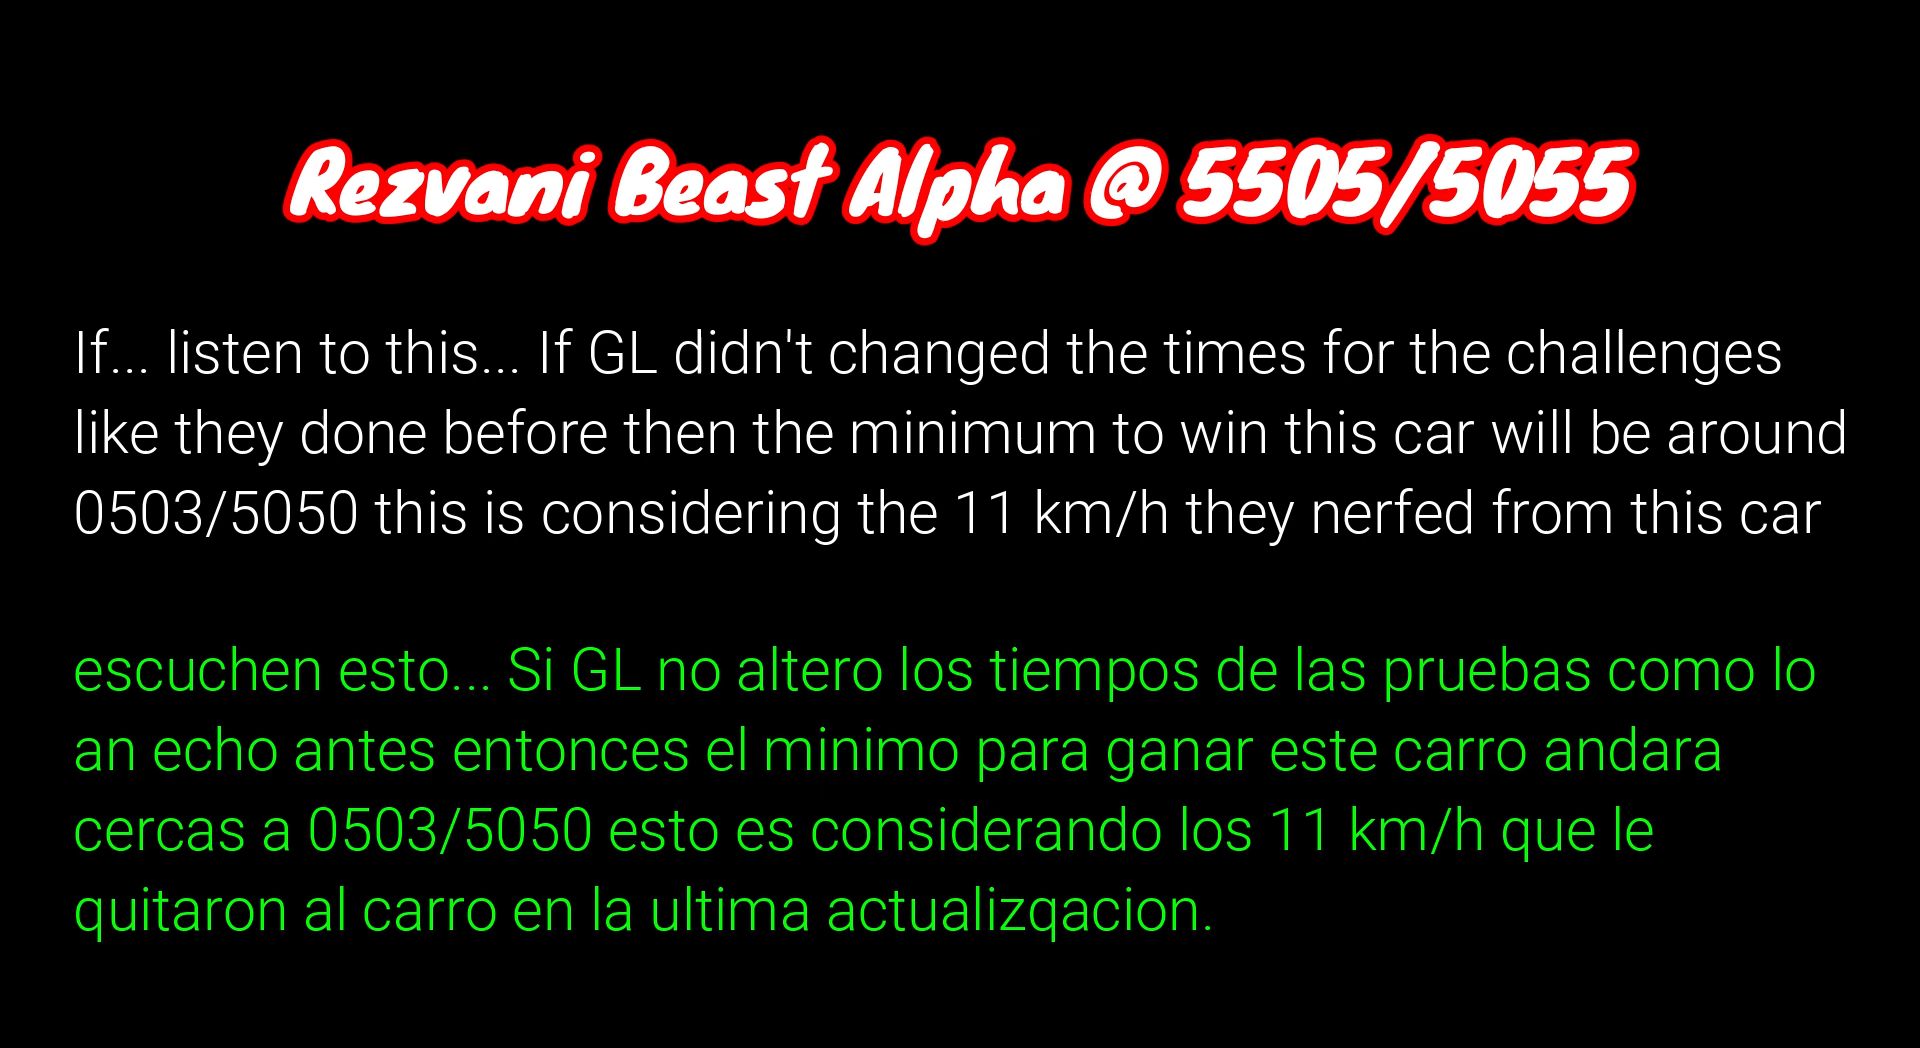 Rezvani Beast Alpha @ 5505/5055
If... listen to this... If GL didn't changed the times for the challenges
like they done before then the minimum to win this car will be around
0503/5050 this is considering the 11 km/h they nerfed from this car
escuchen esto... Si GL no altero los tiempos de las pruebas como lo
an echo antes entonces el minimo para ganar este carro andara
cercas a 0503/5050 esto es considerando los 11 km/h que le
quitaron al carro en la ultima actualizqacion.